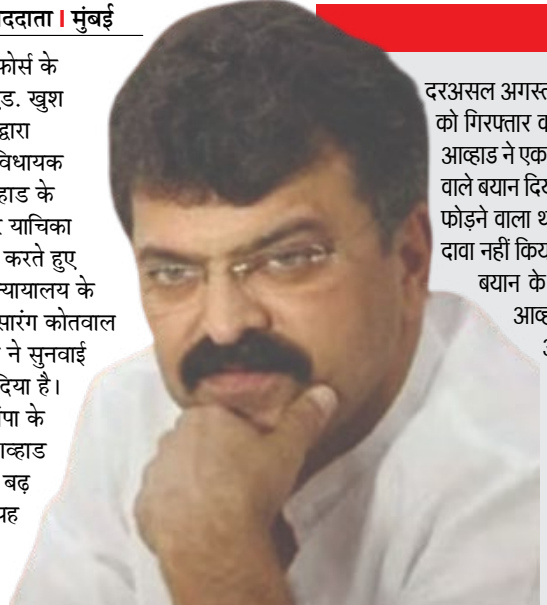 ददाता | मुंबई
फोर्स के
ड. खुश
द्वारा
विधायक
हाड के
याचिका
करते हुए
न्यायालय के
सारंग कोतवाल
ने सुनवाई
दिया है।
पा के
आव्हाड
बढ़
यह
दरअसल अगस्त
को गिरफ्तार क
आव्हाड ने एक
वाले बयान दिय
फोड़ने वाला थ
दावा नहीं किय
बयान के
आव्ह